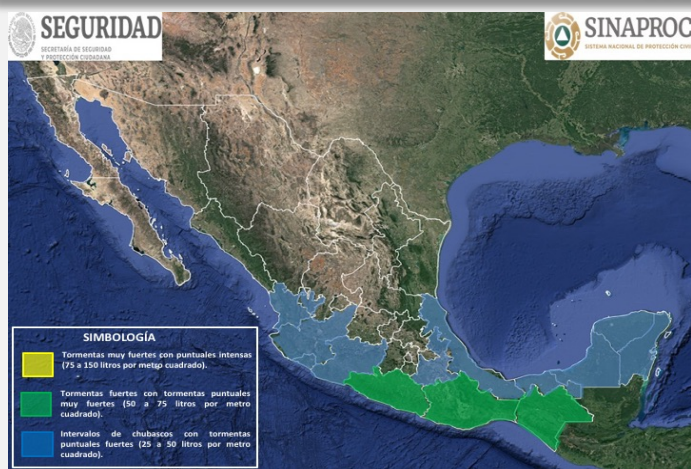 SEGURIDAD
SECRETARÍA DE SEGURIDAD
Y PROTECCIÓN CIUDADANA
SINAPROC
SISTEMA NACIONAL DE PROTECCIÓN CIVIL
SIMBOLOGÍA
Tormentas muy fuertes con puntuales intensas
(75 a 150 litros por metro cuadrado).
Tormentas fuertes con tormentas puntuales
muy fuertes (50 a 75 litros por metro
cuadrado).
Intervalos de chubascos con tormentas
puntuales fuertes (25 a 50 litros por metro
cuadrado).